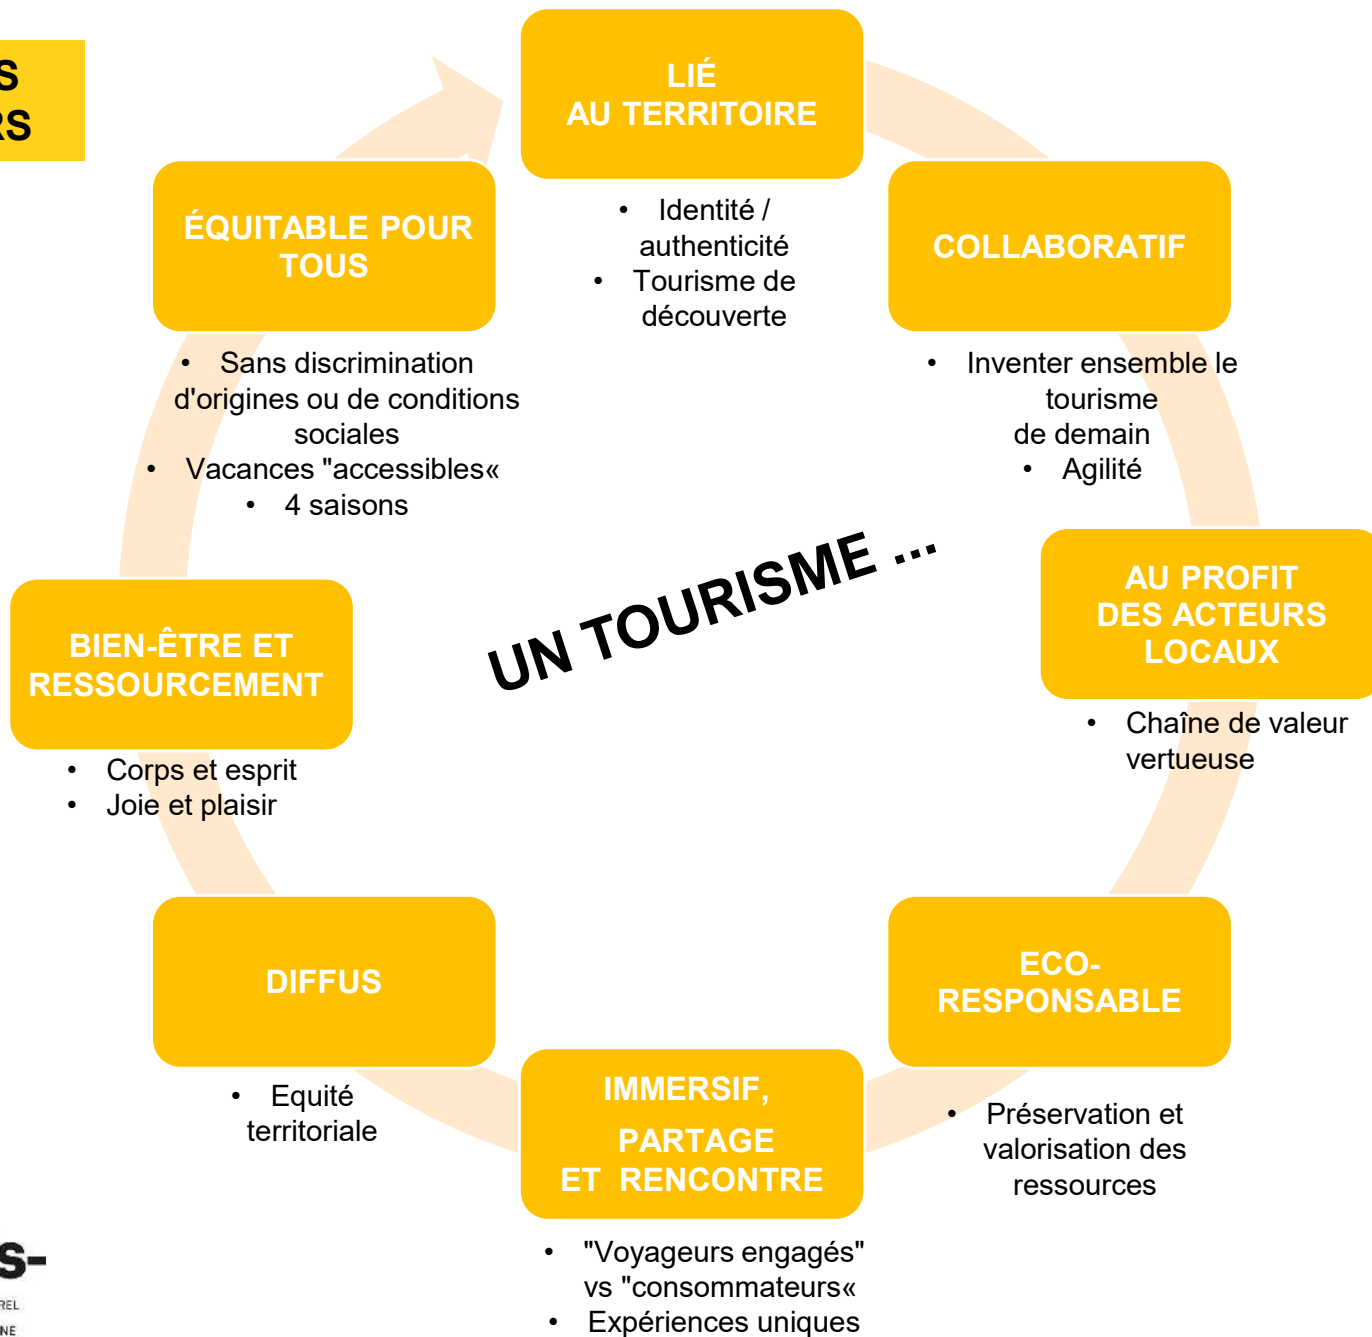 S
RS
LIÉ
AU TERRITOIRE
• Identité /
authenticité
• Tourisme de
découverte
COLLABORATIF
• Inventer ensemble le
tourisme
de demain
• Agilité
AU PROFIT
DES ACTEURS
LOCAUX
• Chaîne de valeur
vertueuse
ECO-
RESPONSABLE
• Préservation et
valorisation des
ressources
IMMERSIF,
PARTAGE
ET RENCONTRE
• "Voyageurs engagés"
vs "consommateurs«
• Expériences uniques
DIFFUS
• Equité
territoriale
BIEN-ÊTRE ET
RESSOURCEMENT
• Corps et esprit
• Joie et plaisir
ÉQUITABLE POUR
TOUS
• Sans discrimination
d'origines ou de conditions
sociales
• Vacances "accessibles«
• 4 saisons
UN TOURISME ...
S-
REL
NE